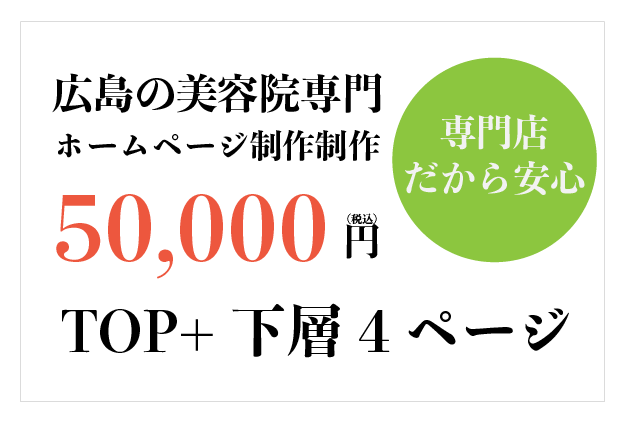 広島の美容院専門
ホームページ制作制作
50,000円(税込)
TOP+ 下層 4 ページ
専門店
だから安心